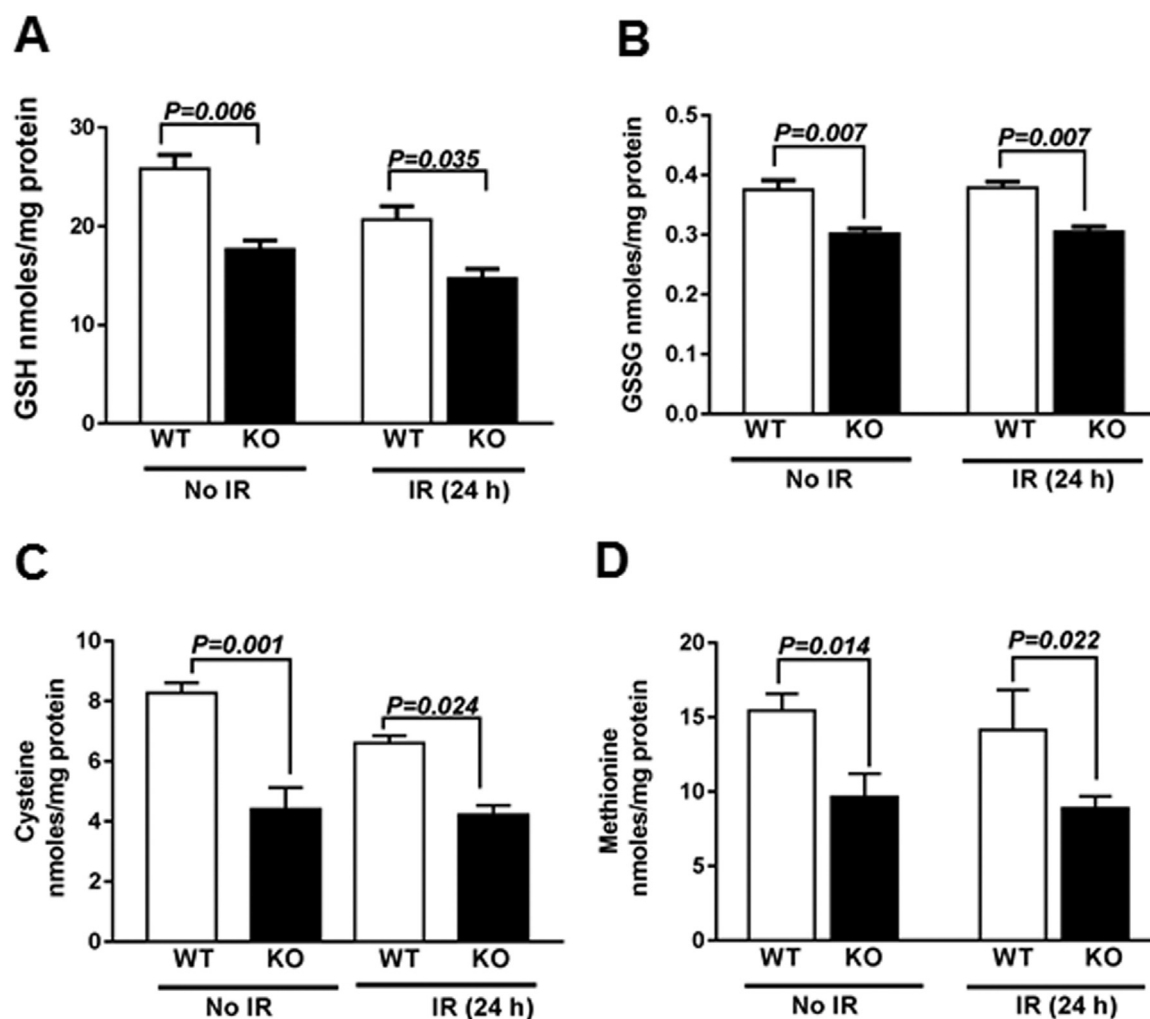 A
GSH nmoles/mg protein
30
20
10
0
P=0.006
P=0.035
WT
KO
WT
KO
No IR
IR (24 h)
B
GSSG nmoles/mg protein
0.5
0.4
0.3
0.2
0.1
0.0
P=0.007
P=0.007
WT
KO
WT
KO
No IR
IR (24 h)
C
Cysteine
nmoles/mg protein
10
8
6
4
2
0
P=0.001
P=0.024
WT
KO
WT
KO
No IR
IR (24 h)
D
Methionine
nmoles/mg protein
20
15
10
5
0
P=0.014
P=0.022
WT
KO
WT
KO
No IR
IR (24 h)